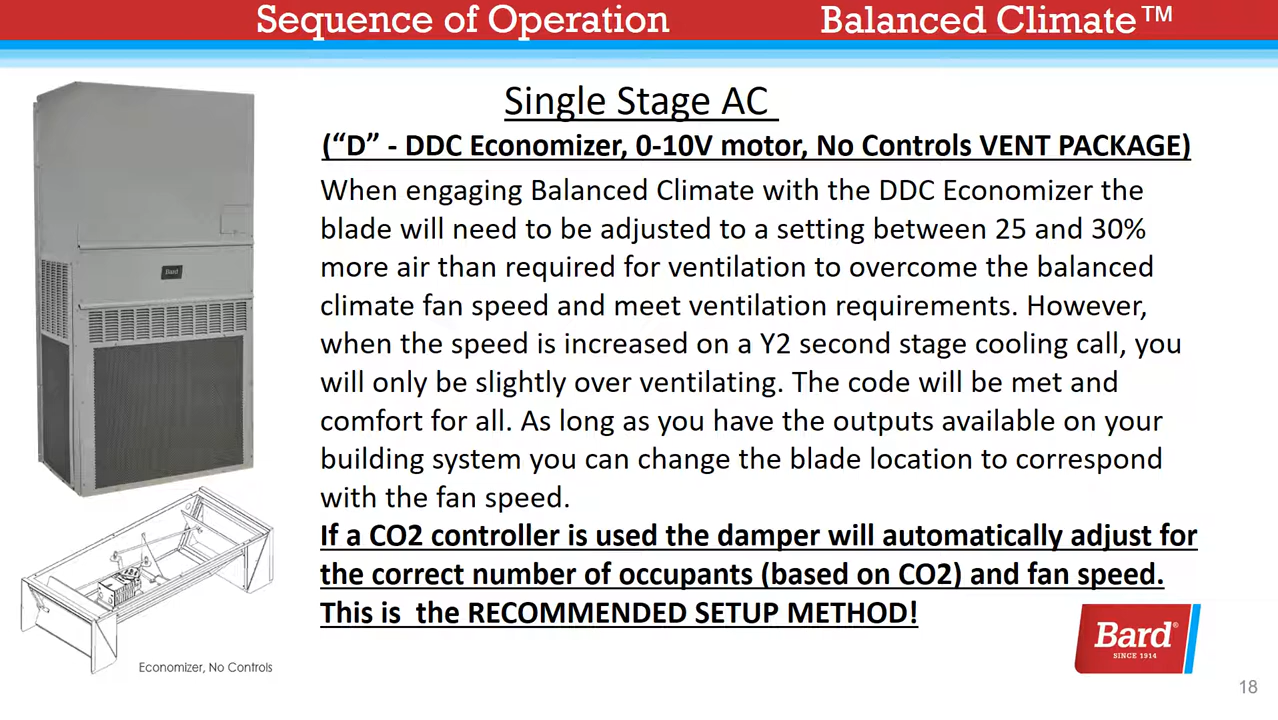 Sequence of Operation
Balanced Climate™
Single Stage AC
(“D” - DDC Economizer, 0-10V motor, No Controls VENT PACKAGE)
When engaging Balanced Climate with the DDC Economizer the
blade will need to be adjusted to a setting between 25 and 30%
more air than required for ventilation to overcome the balanced
climate fan speed and meet ventilation requirements. However,
when the speed is increased on a Y2 second stage cooling call, you
will only be slightly over ventilating. The code will be met and
comfort for all. As long as you have the outputs available on your
building system you can change the blade location to correspond
with the fan speed.
If a CO2 controller is used the damper will automatically adjust for
the correct number of occupants (based on CO2) and fan speed.
This is  the RECOMMENDED SETUP METHOD!
Bard
Economizer, No Controls
Bard®
SINCE 1914
18